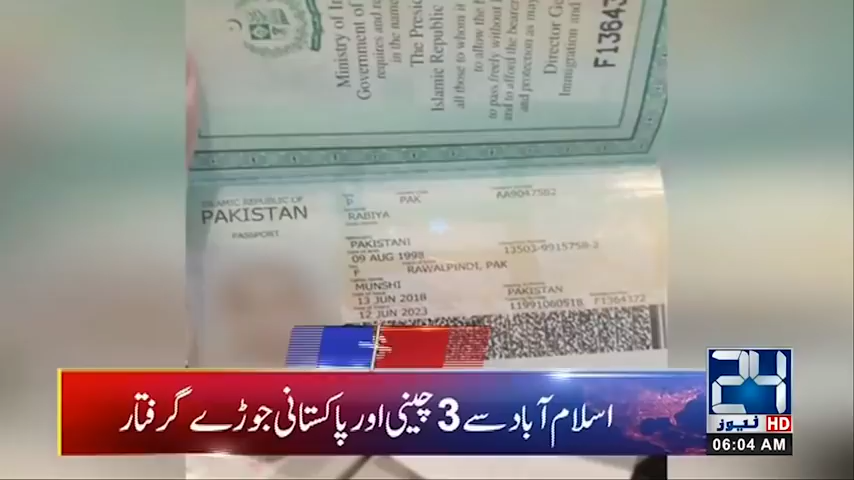 Ministry of In
Government of
requires and re
in the name
The Presid
Islamic Republic
all those to whom it
to allow the b
to pass freely without l
and to afford the bearer
and protection as may
Director Ge
Immigration and
F13643
ISLAMIC REPUBLIC OF
PAKISTAN
PASSPORT
P PAK AA9047582
RABIYA
PAKISTANI
09 AUG 1998 13503-9915758-2
F RAWALPINDI, PAK
MUNSHI
13 JUN 2018 PAKISTAN
12 JUN 2023 11991060518 F1364372
اسلام آباد سے 3 چینی اور پاکستانی جوڑے گرفتار
24
نیوز HD
06:04 AM